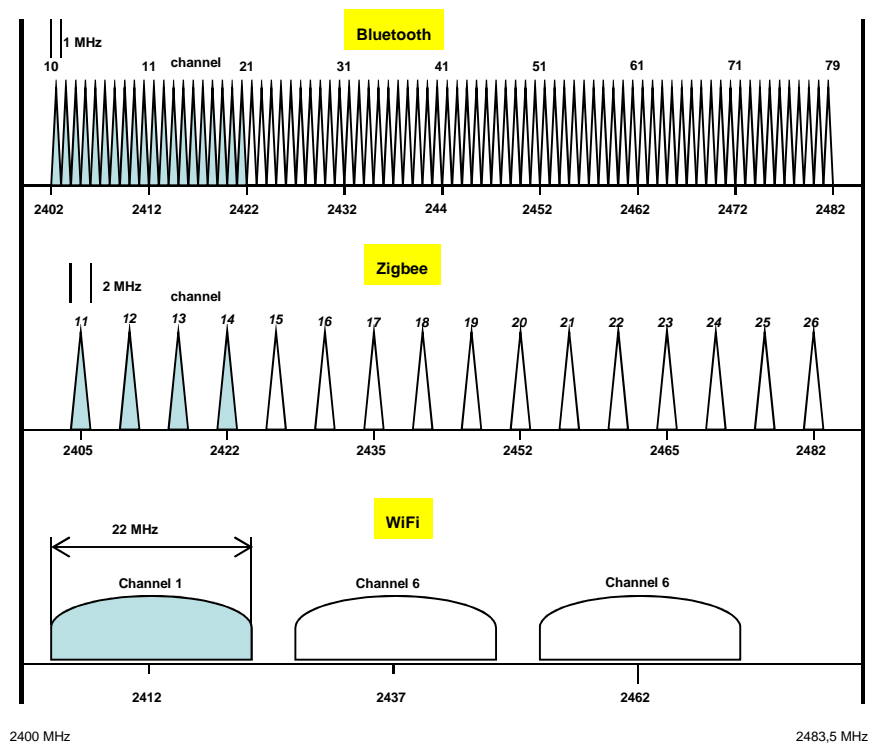 Bluetooth
1 MHz
10 11 channel 21 31 41 51 61 71 79
2402 2412 2422 2432 244 2452 2462 2472 2482
Zigbee
2 MHz
channel
11 12 13 14 15 16 17 18 19 20 21 22 23 24 25 26
2405 2422 2435 2452 2465 2482
WiFi
22 MHz
Channel 1 Channel 6 Channel 6
2412 2437 2462
2400 MHz 2483,5 MHz